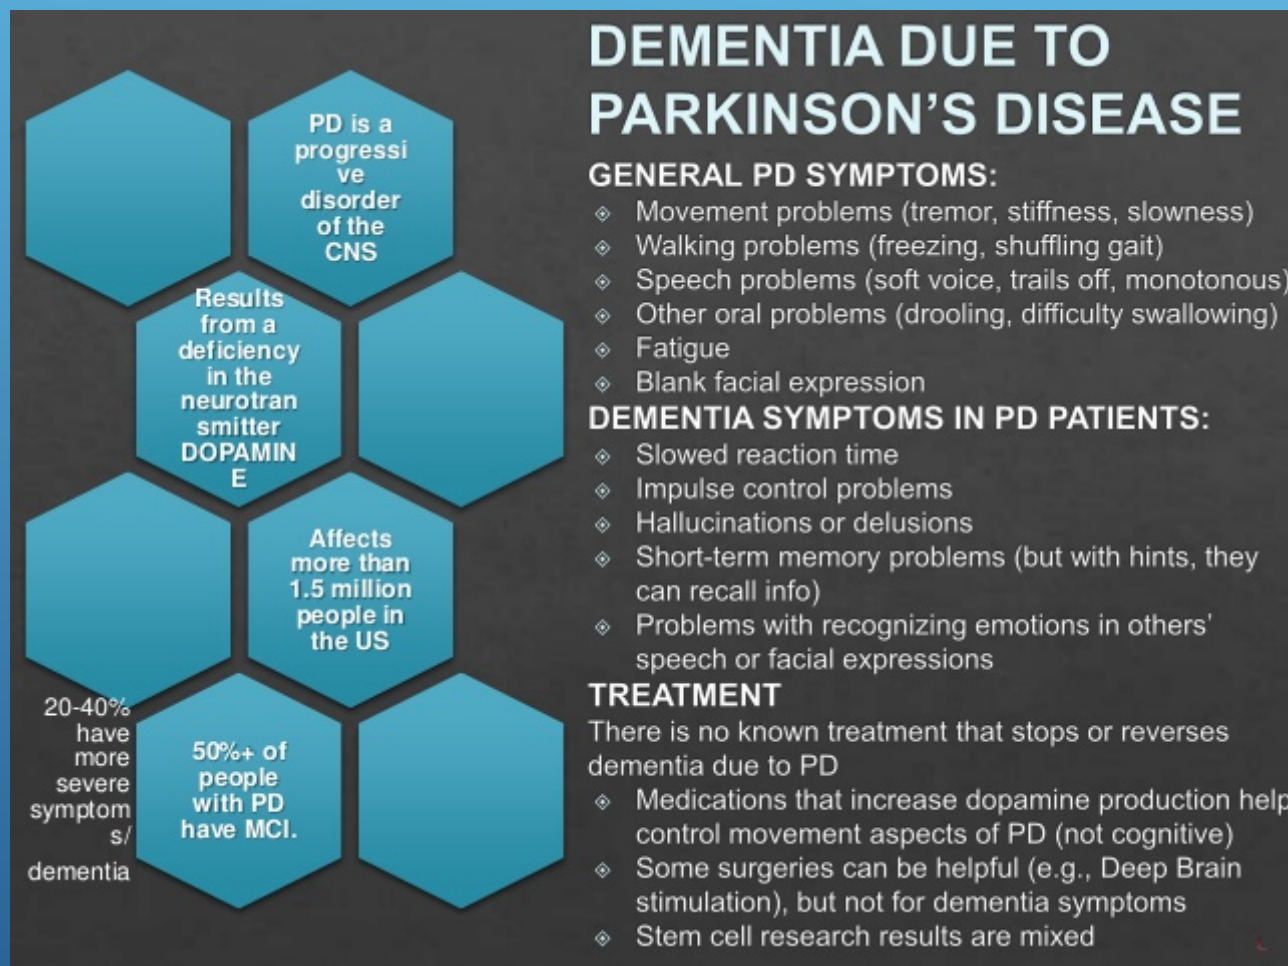 DEMENTIA DUE TO
PARKINSON'S DISEASE
GENERAL PD SYMPTOMS:
Movement problems (tremor, stiffness, slowness)
Walking problems (freezing, shuffling gait)
Speech problems (soft voice, trails off, monotonous)
Other oral problems (drooling, difficulty swallowing)
Fatigue
Blank facial expression
DEMENTIA SYMPTOMS IN PD PATIENTS:
Slowed reaction time
Impulse control problems
Hallucinations or delusions
Short-term memory problems (but with hints, they
can recall info)
Problems with recognizing emotions in others'
speech or facial expressions
TREATMENT
There is no known treatment that stops or reverses
dementia due to PD
Medications that increase dopamine production help
control movement aspects of PD (not cognitive)
Some surgeries can be helpful (e.g., Deep Brain
stimulation), but not for dementia symptoms
Stem cell research results are mixed
PD is a
progressi
ve
disorder
of the
CNS
Results
from a
deficiency
in the
neurotran
smitter
DOPAMIN
E
Affects
more than
1.5 million
people in
the US
50%+ of
people
with PD
have MCI.
20-40%
have
more
severe
symptom
s/
dementia